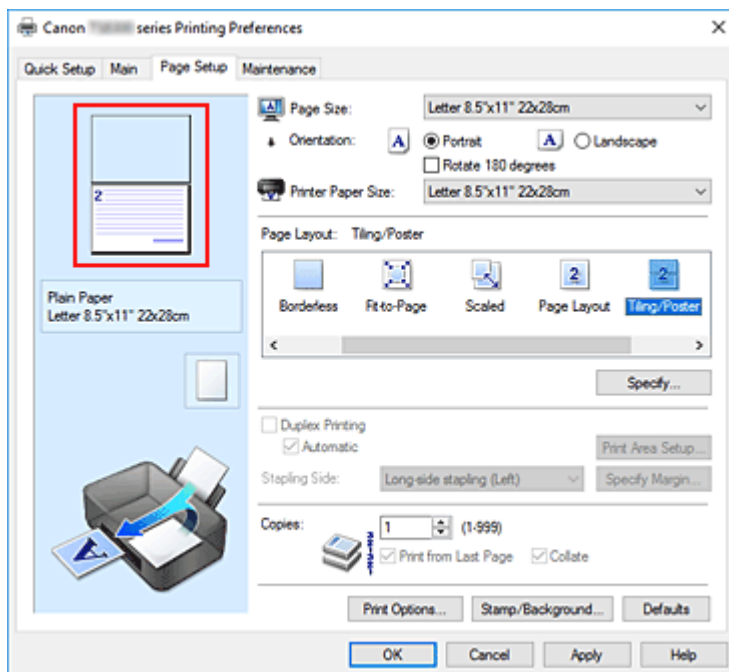 Canon series Printing Preferences
Quick Setup Main Page Setup Maintenance
2
Plain Paper
Letter 8.5"x11" 22x28cm
A
Page Size: Letter 8.5"x11" 22x28cm
Orientation: A Portrait A Landscape
Rotate 180 degrees
Printer Paper Size: Letter 8.5"x11" 22x28cm
Page Layout: Tiling/Poster
2 2
Borderless Fit-to-Page Scaled Page Layout Tiling/Poster
Specify...
Duplex Printing
Automatic Print Area Setup...
Stapling Side: Long-side stapling (Left) Specify Margin...
Copies: 1 (1-999)
Print from Last Page Collate
Print Options... Stamp/Background... Defaults
OK Cancel Apply Help